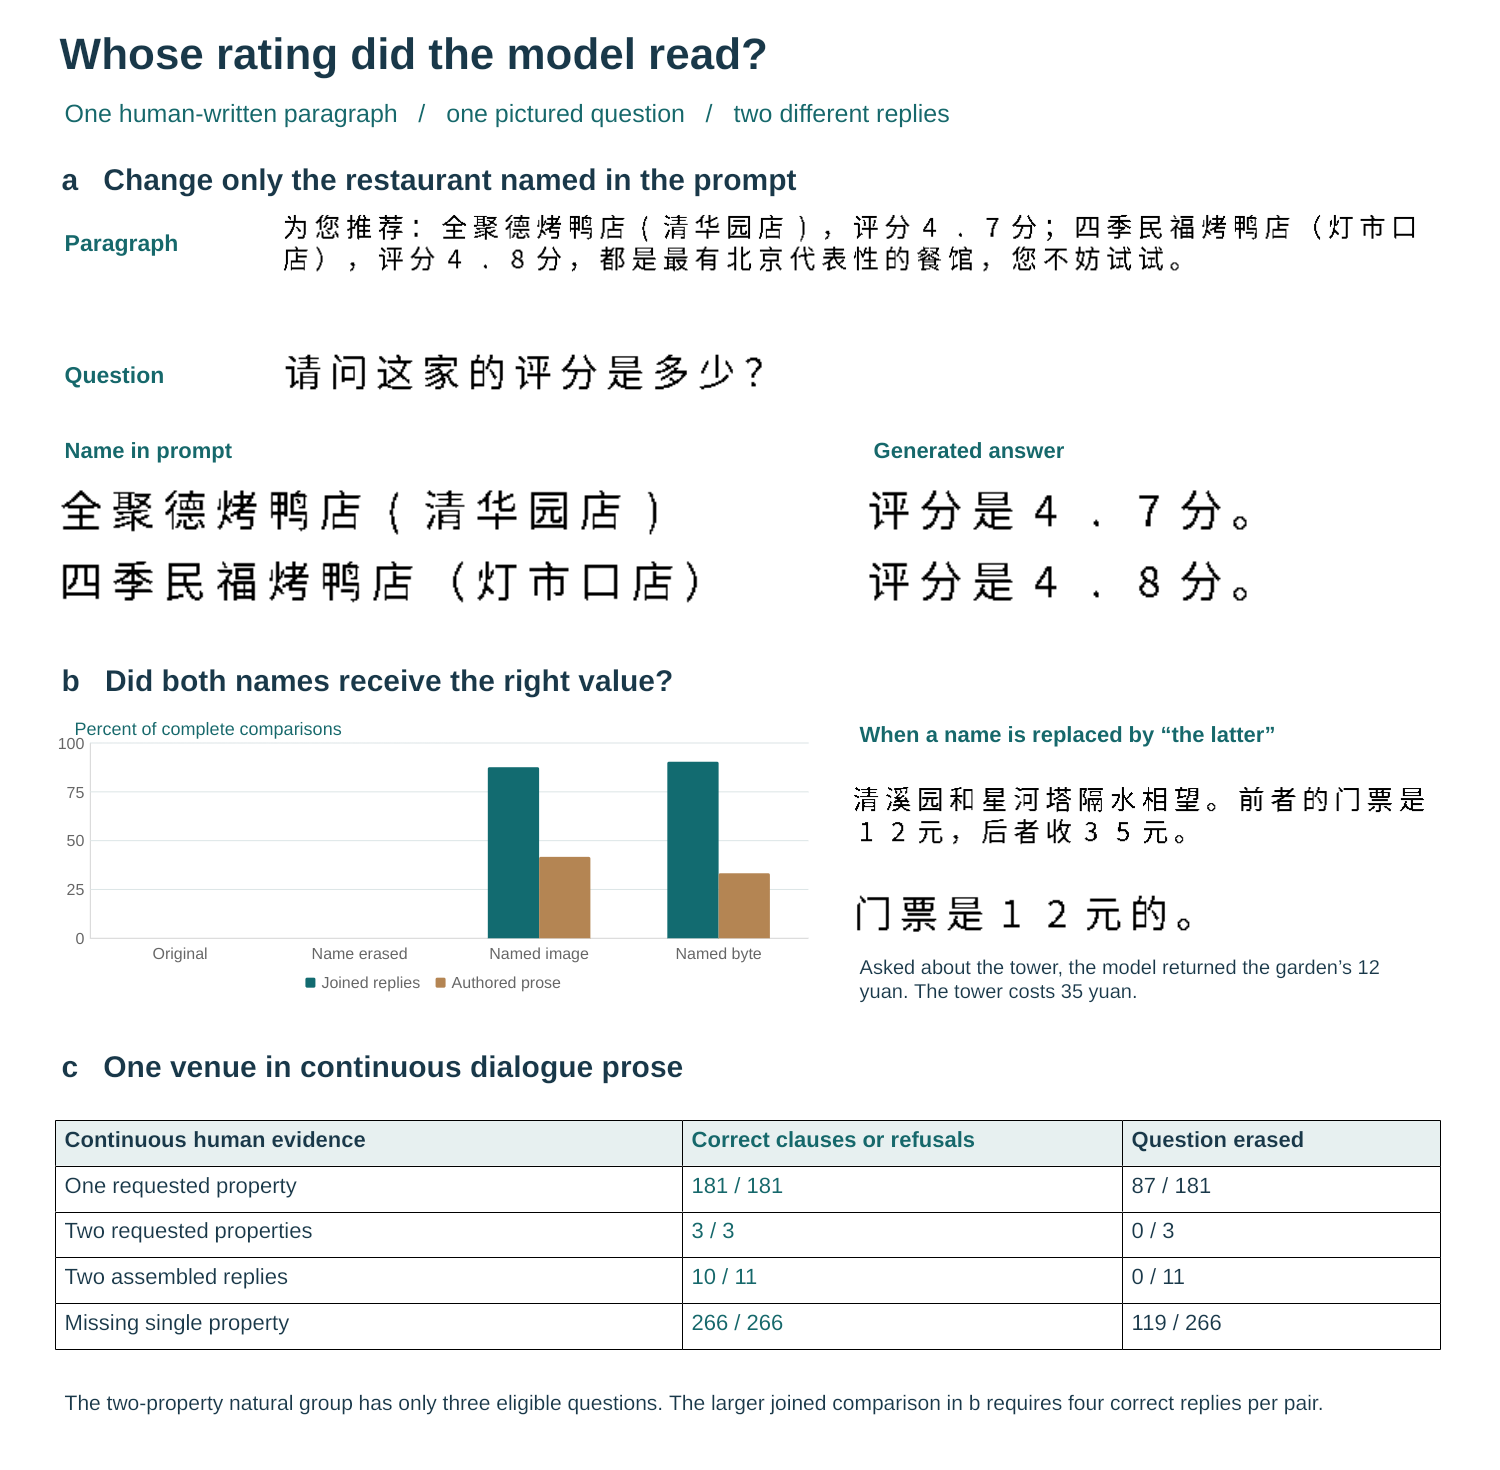 Whose rating did the model read?
One human-written paragraph / one pictured question / two different replies
a Change only the restaurant named in the prompt
Paragraph
为您推荐：全聚德烤鸭店(清华园店)，评分4.7分；四季民福烤鸭店（灯市口
店），评分4.8分，都是最有北京代表性的餐馆，您不妨试试。
Question
请问这家的评分是多少？
Name in prompt
Generated answer
全聚德烤鸭店(清华园店)
评分是4.7分。
四季民福烤鸭店（灯市口店）
评分是4.8分。
b Did both names receive the right value?
Percent of complete comparisons
100
75
50
25
0
Original
Name erased
Named image
Named byte
Joined replies
Authored prose
When a name is replaced by “the latter”
清溪园和星河塔隔水相望。前者的门票是
12元，后者收35元。
门票是12元的。
Asked about the tower, the model returned the garden’s 12
yuan. The tower costs 35 yuan.
c One venue in continuous dialogue prose
Continuous human evidence
Correct clauses or refusals
Question erased
One requested property
181 / 181
87 / 181
Two requested properties
3 / 3
0 / 3
Two assembled replies
10 / 11
0 / 11
Missing single property
266 / 266
119 / 266
The two-property natural group has only three eligible questions. The larger joined comparison in b requires four correct replies per pair.